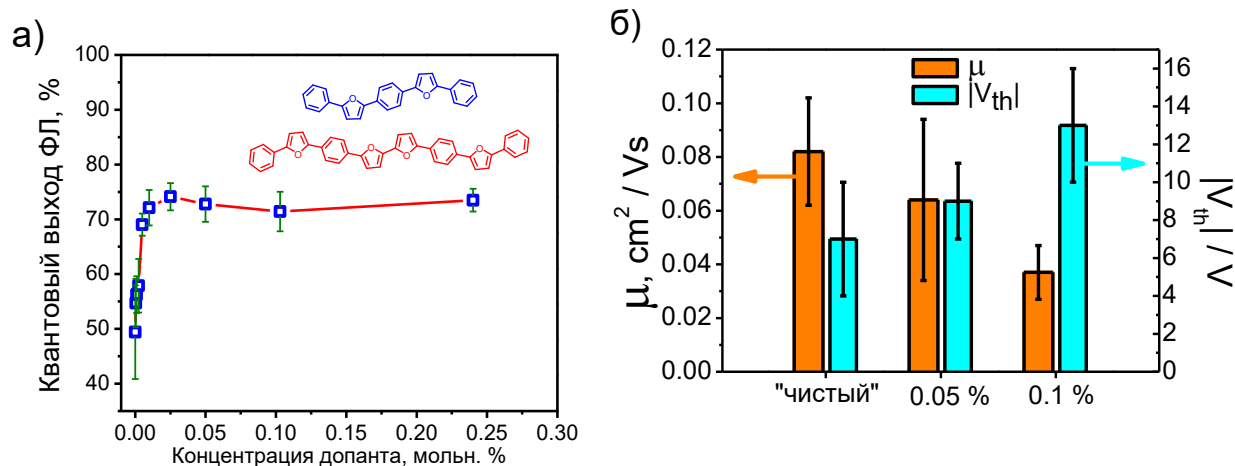 а)
100
90
80
70
60
50
40
Квантовый выход ФЛ, %
O
O
O
O
O
O
0.00
0.05
0.10
0.15
0.20
0.25
0.30
Концентрация допанта, мольн. %
б)
0.12
0.10
0.08
0.06
0.04
0.02
0.00
μ, cm² / Vs
μ
|Vth|
16
14
12
10
8
6
4
2
0
|Vth| / V
"чистый"
0.05 %
0.1 %